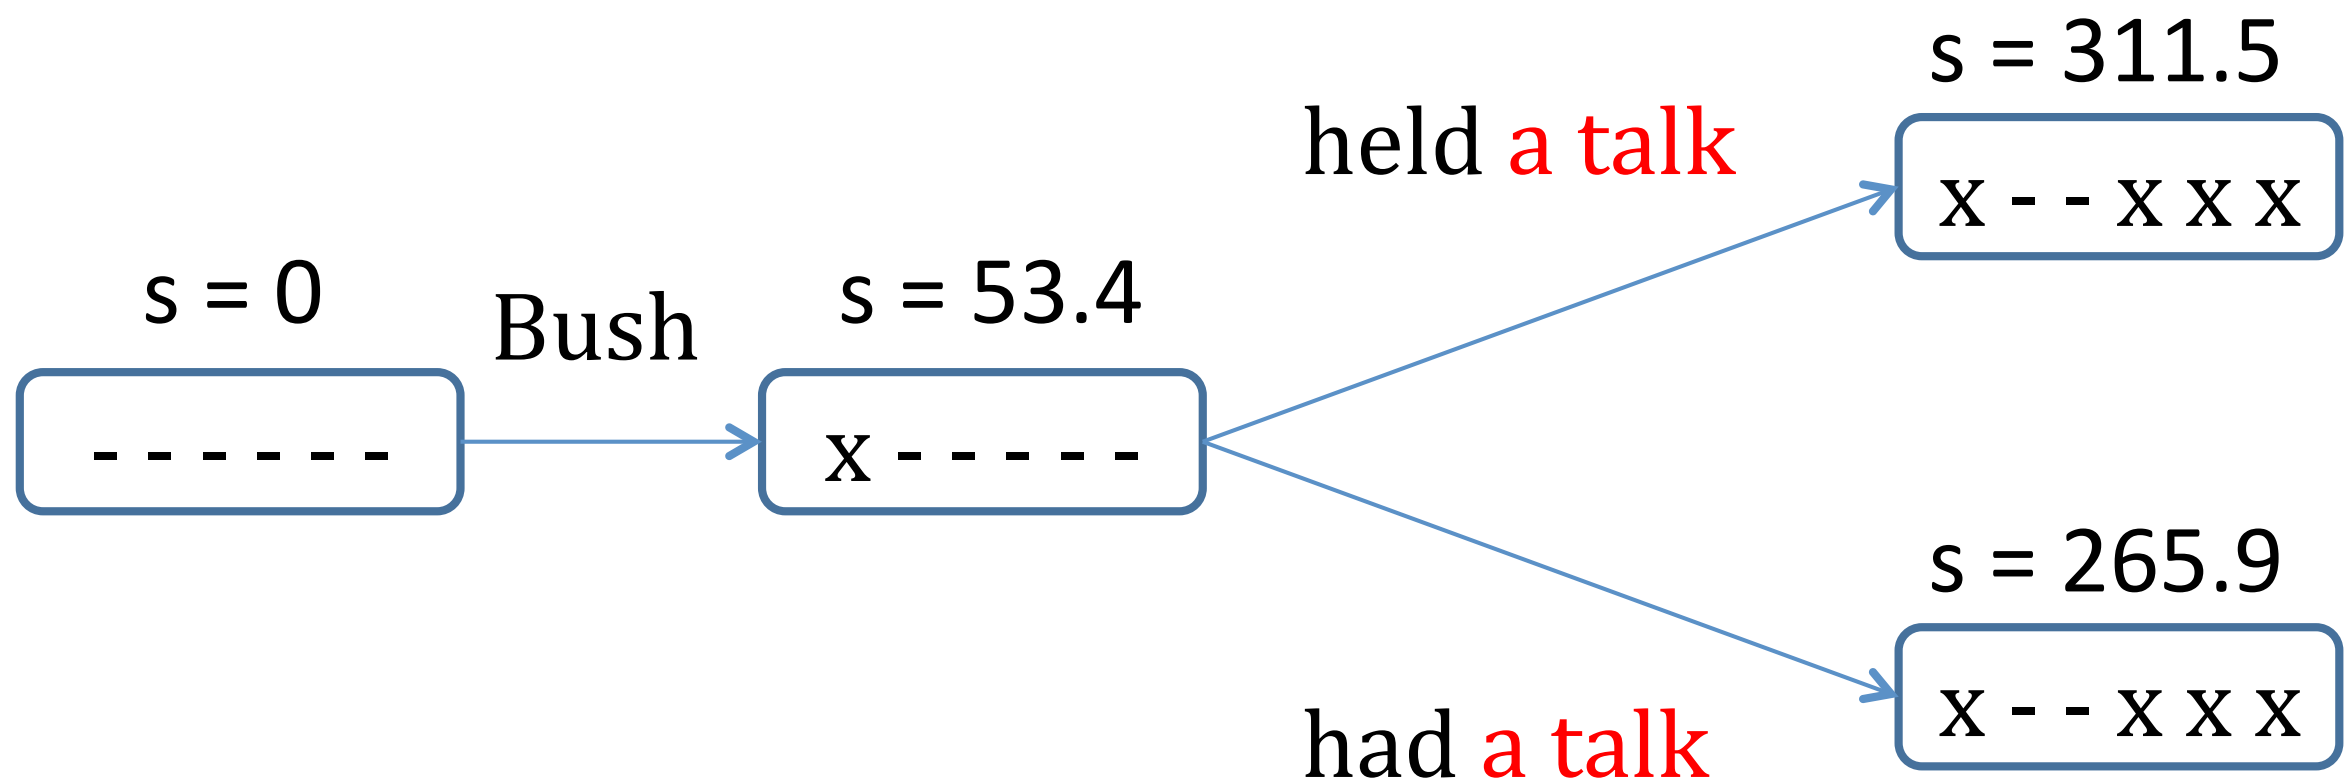 s = 0
- - - - - -
Bush
s = 53.4
x - - - - -
held a talk
s = 311.5
x - - x x x
had a talk
s = 265.9
x - - x x x